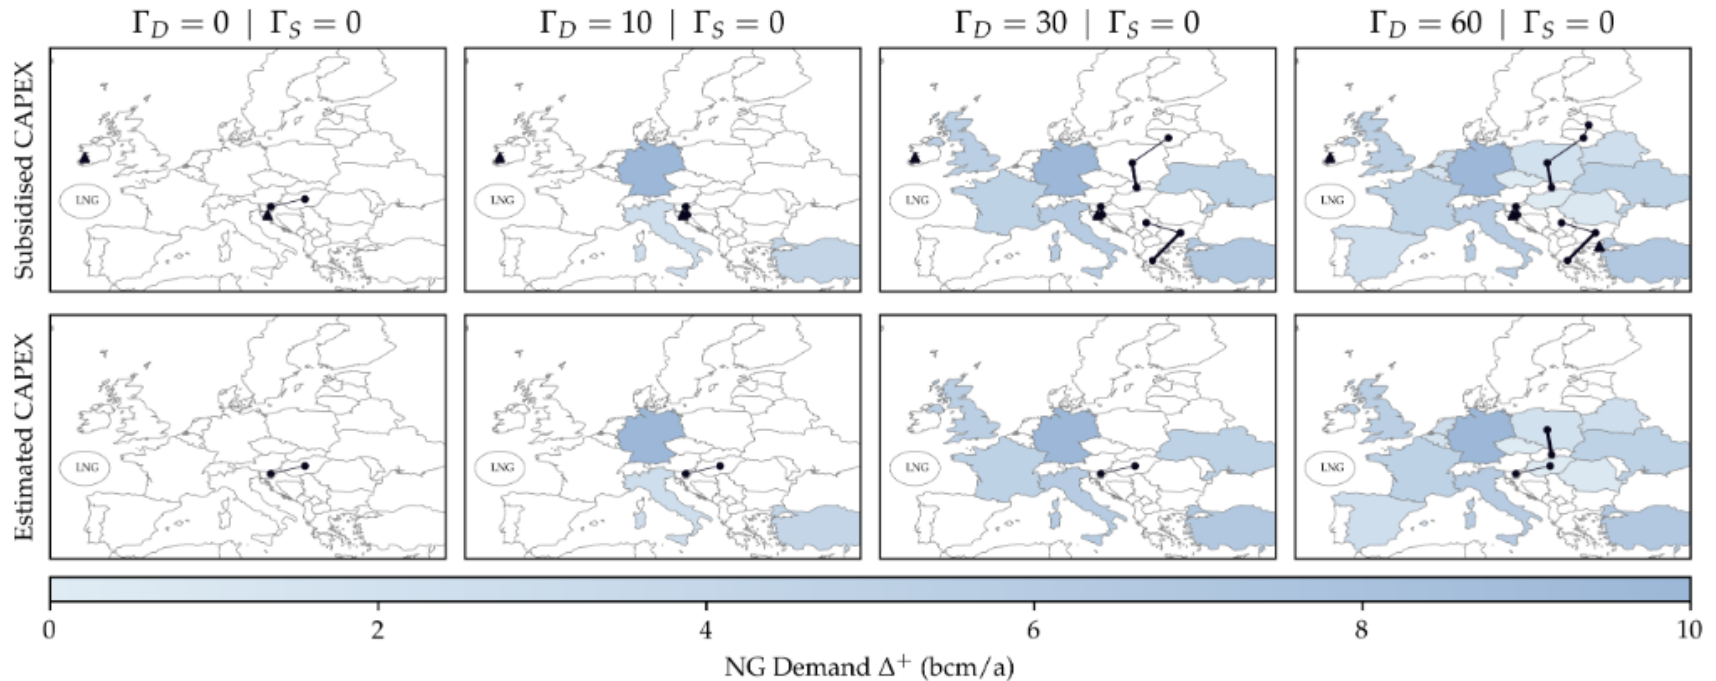 Γ_D = 0 | Γ_S = 0
Γ_D = 10 | Γ_S = 0
Γ_D = 30 | Γ_S = 0
Γ_D = 60 | Γ_S = 0
Subsidised CAPEX
LNG
LNG
LNG
LNG
Estimated CAPEX
LNG
LNG
LNG
LNG
0 2 4 6 8 10
NG Demand Δ⁺ (bcm/a)